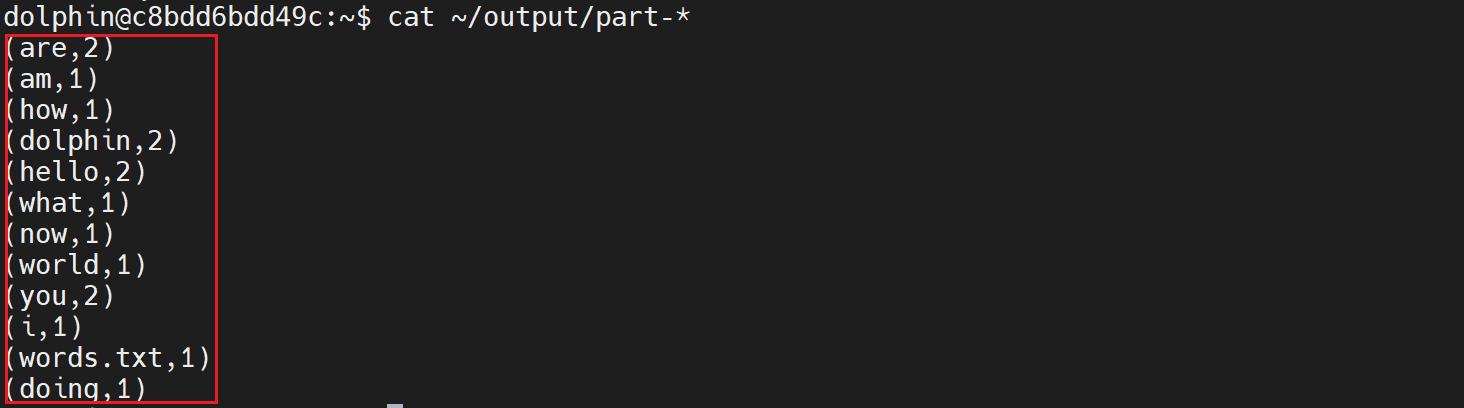 dolphin@c8bdd6bdd49c:~$ cat ~/output/part-*
(are,2)
(am,1)
(how,1)
(dolphin,2)
(hello,2)
(what,1)
(now,1)
(world,1)
(you,2)
(i,1)
(words.txt,1)
(doing,1)